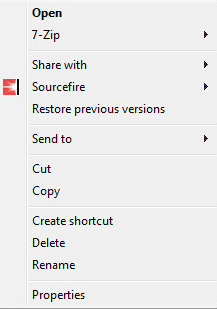 Open
7-Zip
Share with
Sourcefire
Restore previous versions
Send to
Cut
Copy
Create shortcut
Delete
Rename
Properties